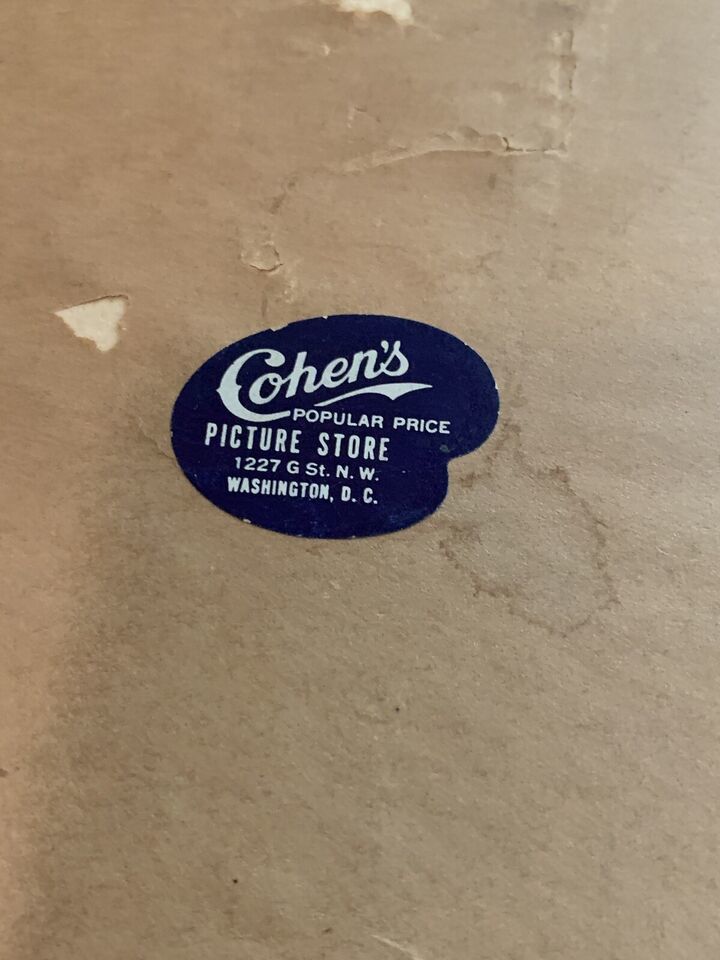 Cohen's
POPULAR PRICE
PICTURE STORE
1227 G St. N. W.
WASHINGTON, D. C.